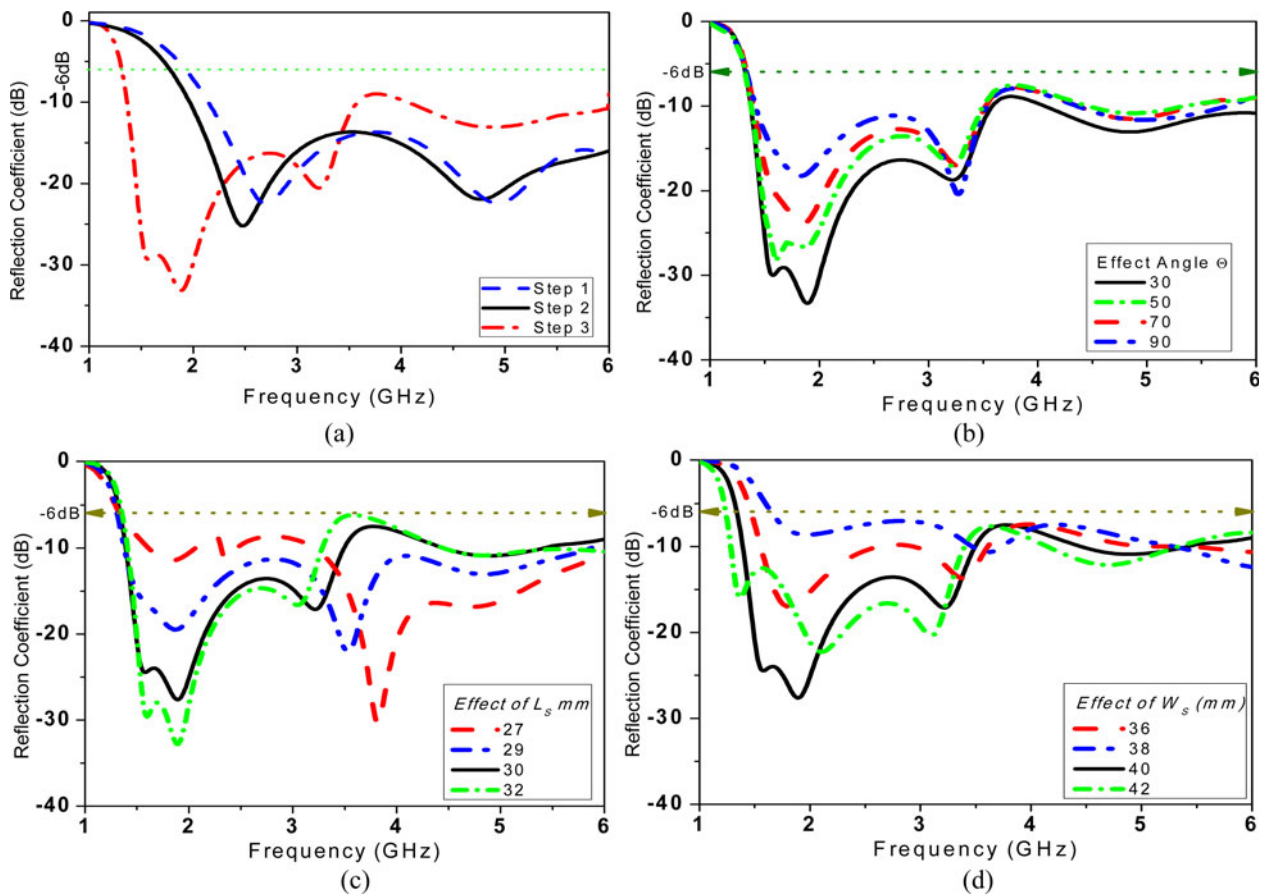 0
-6dB
-10
-20
-30
-40
Reflection Coefficient (dB)
Step 1
Step 2
Step 3
1 2 3 4 5 6
Frequency (GHz)
(a)
0
-6dB
-10
-20
-30
-40
Reflection Coefficient (dB)
Effect Angle Θ
30
50
70
90
1 2 3 4 5 6
Frequency (GHz)
(b)
0
-6dB
-10
-20
-30
-40
Reflection Coefficient (dB)
Effect of Ls mm
27
29
30
32
1 2 3 4 5 6
Frequency (GHz)
(c)
0
-6dB
-10
-20
-30
-40
Reflection Coefficient (dB)
Effect of Ws (mm)
36
38
40
42
1 2 3 4 5 6
Frequency (GHz)
(d)